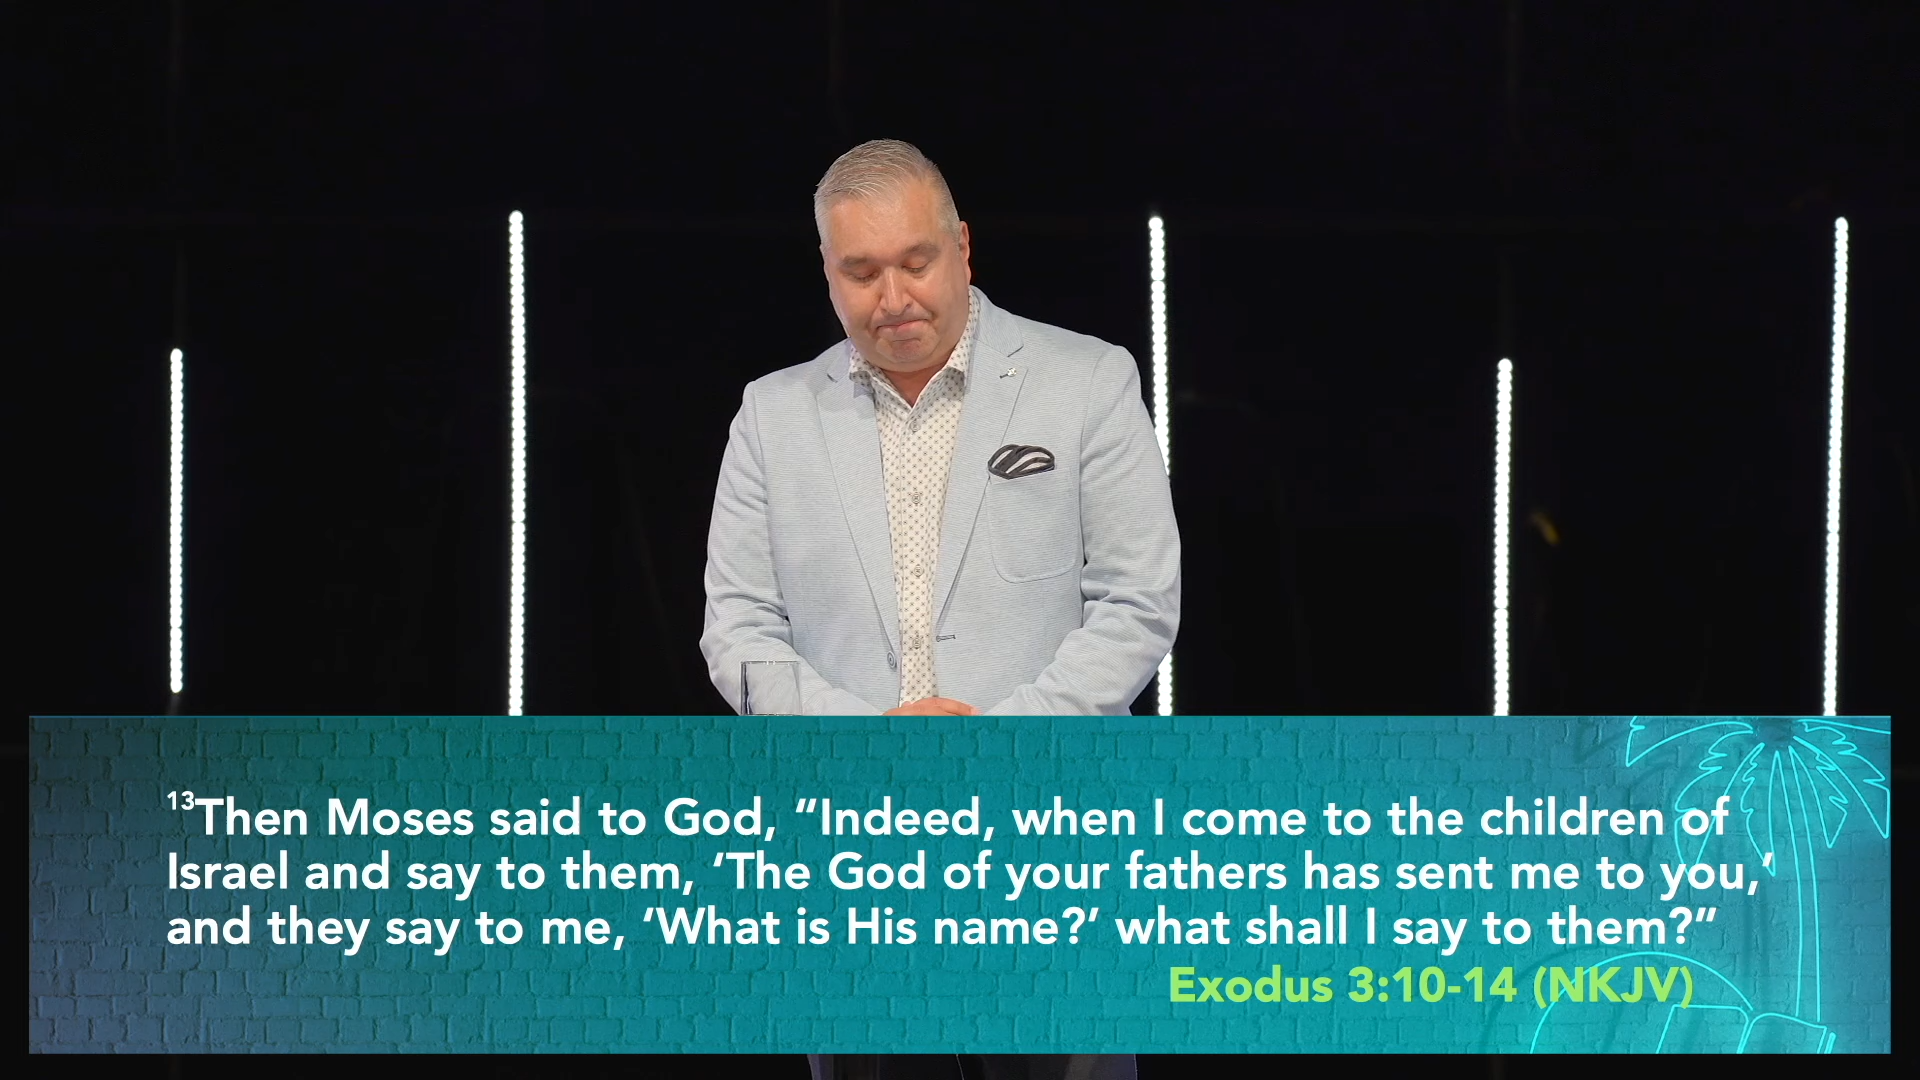 13Then Moses said to God, “Indeed, when I come to the children of
Israel and say to them, ‘The God of your fathers has sent me to you,’
and they say to me, ‘What is His name?’ what shall I say to them?”
Exodus 3:10-14 (NKJV)